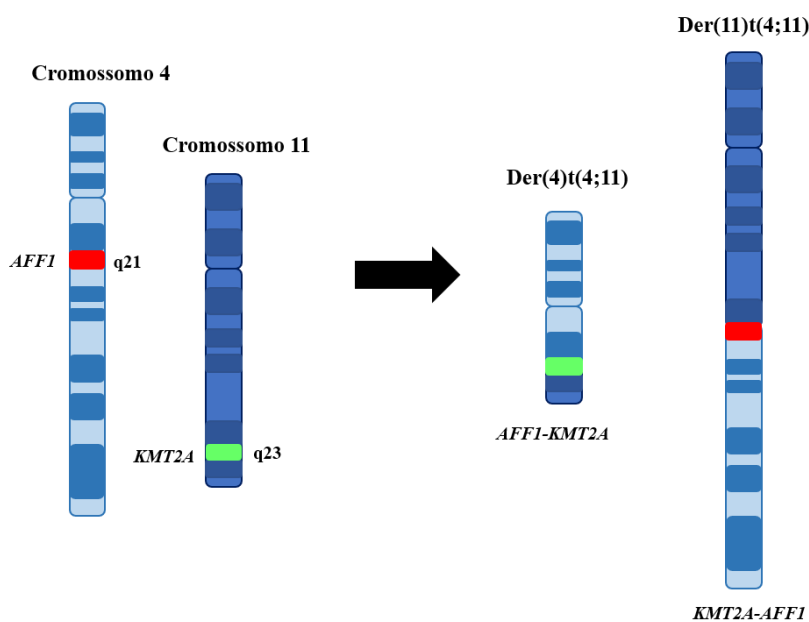 Cromossomo 4
Cromossomo 11
AFF1
q21
KMT2A
q23
Der(4)t(4;11)
AFF1-KMT2A
Der(11)t(4;11)
KMT2A-AFF1